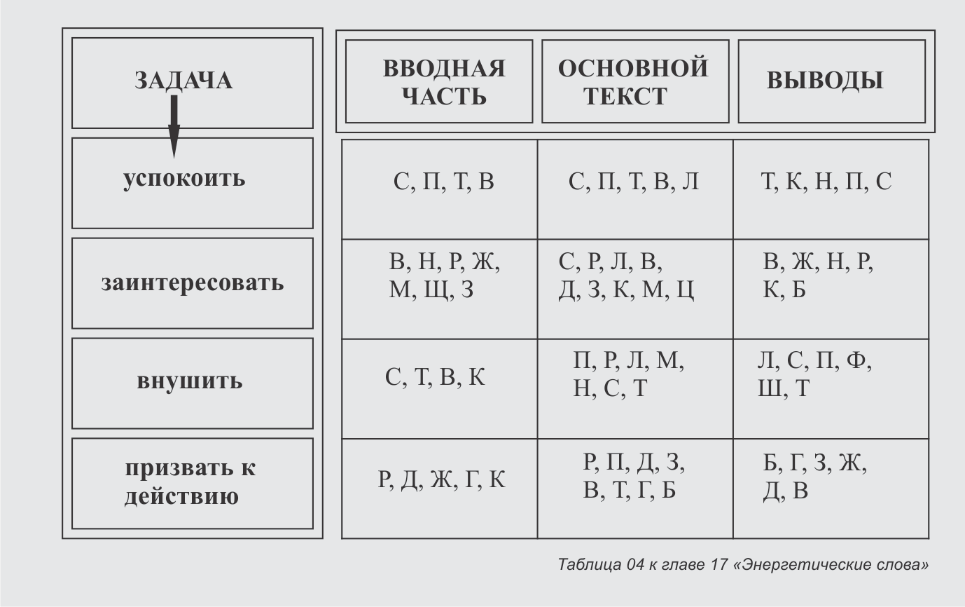 ЗАДАЧА
ВВОДНАЯ
ЧАСТЬ
ОСНОВНОЙ
ТЕКСТ
ВЫВОДЫ
успокоить
С, П, Т, В
С, П, Т, В, Л
Т, К, Н, П, С
заинтересовать
В, Н, Р, Ж,
М, Щ, З
С, Р, Л, В,
Д, З, К, М, Ц
В, Ж, Н, Р,
К, Б
внушить
С, Т, В, К
П, Р, Л, М,
Н, С, Т
Л, С, П, Ф,
Ш, Т
призвать к
действию
Р, Д, Ж, Г, К
Р, П, Д, З,
В, Т, Г, Б
Б, Г, З, Ж,
Д, В
Таблица 04 к главе 17 «Энергетические слова»